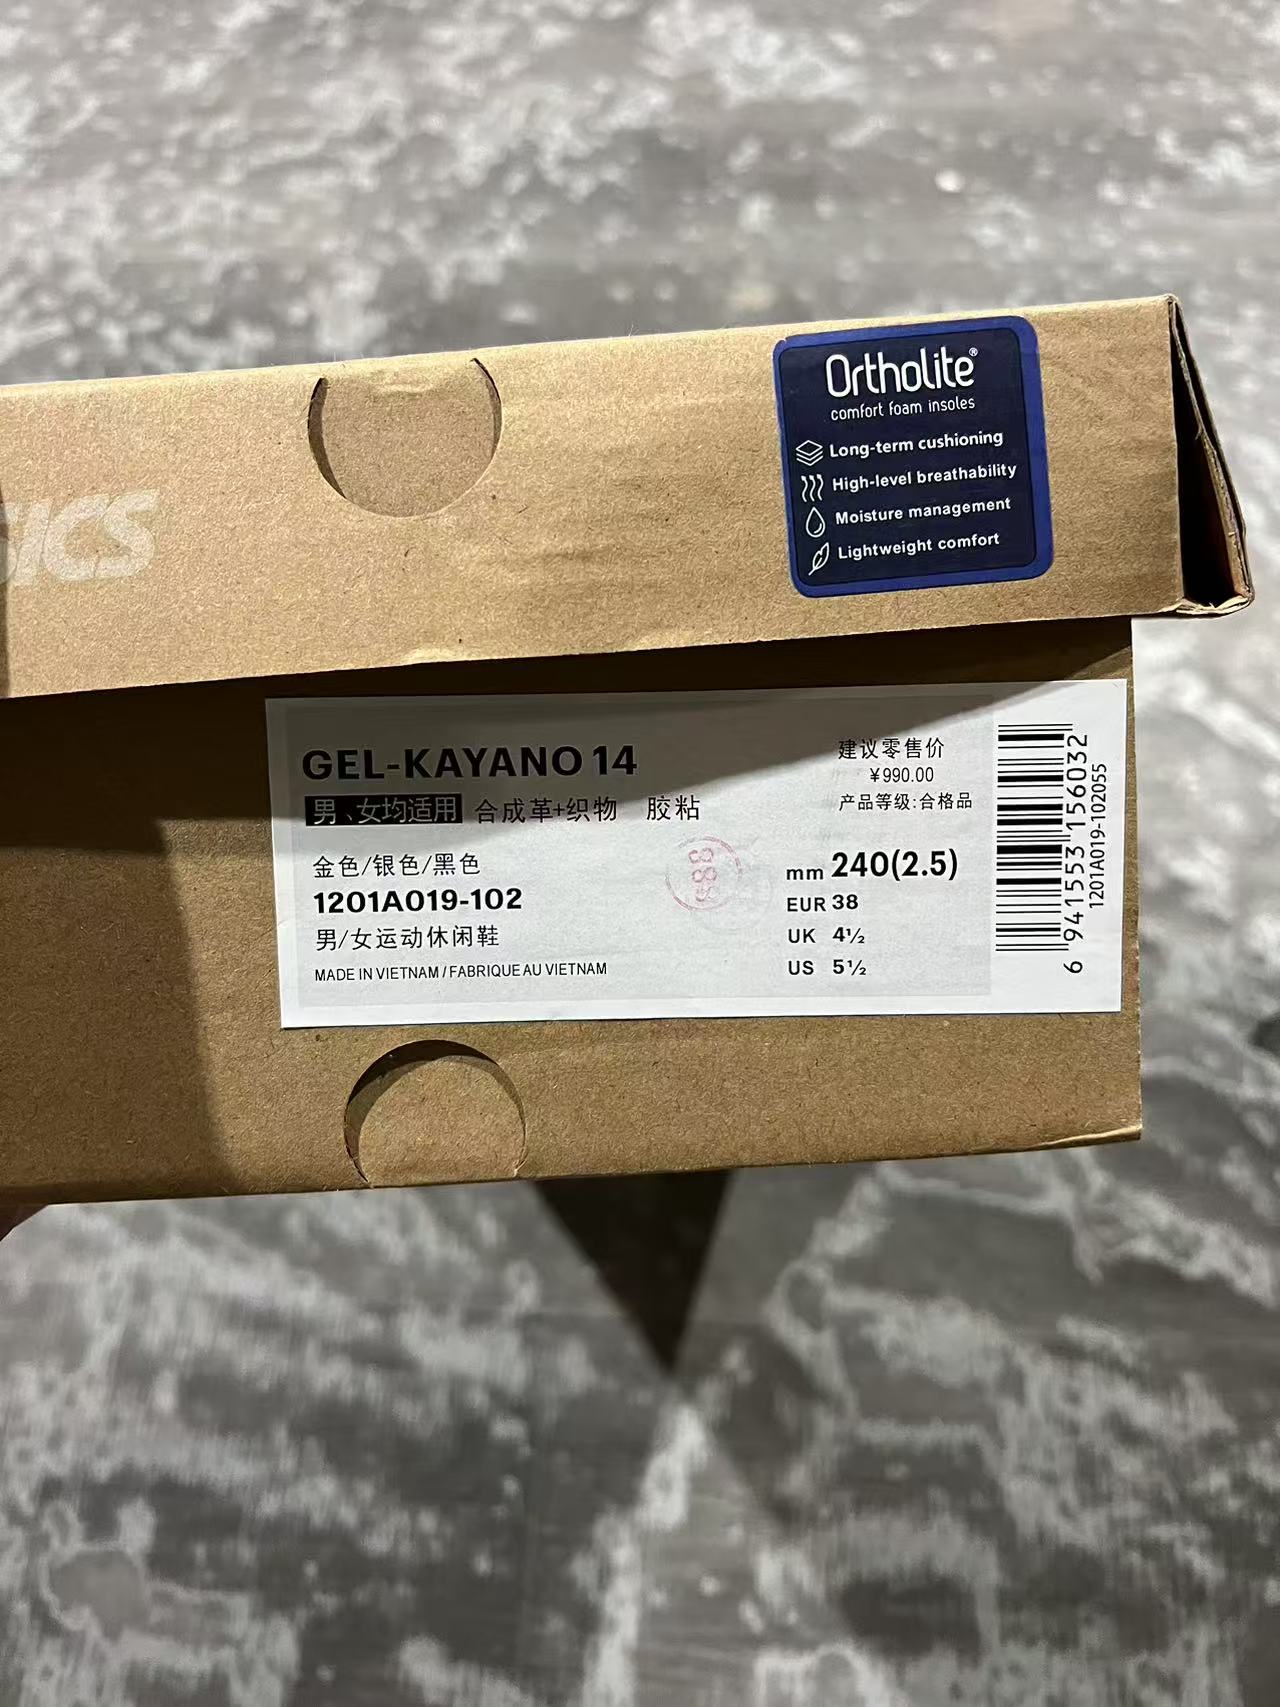 Ortholite®
comfort foam insoles
Long-term cushioning
High-level breathability
Moisture management
Lightweight comfort
SICS
GEL-KAYANO 14
男、女均适用 合成革+织物 胶粘
金色/银色/黑色
1201A019-102
男/女运动休闲鞋
MADE IN VIETNAM / FABRIQUE AU VIETNAM
建议零售价
¥990.00
产品等级:合格品
588
mm 240(2.5)
EUR 38
UK 4½
US 5½
6 941553 156032
1201A019-102055